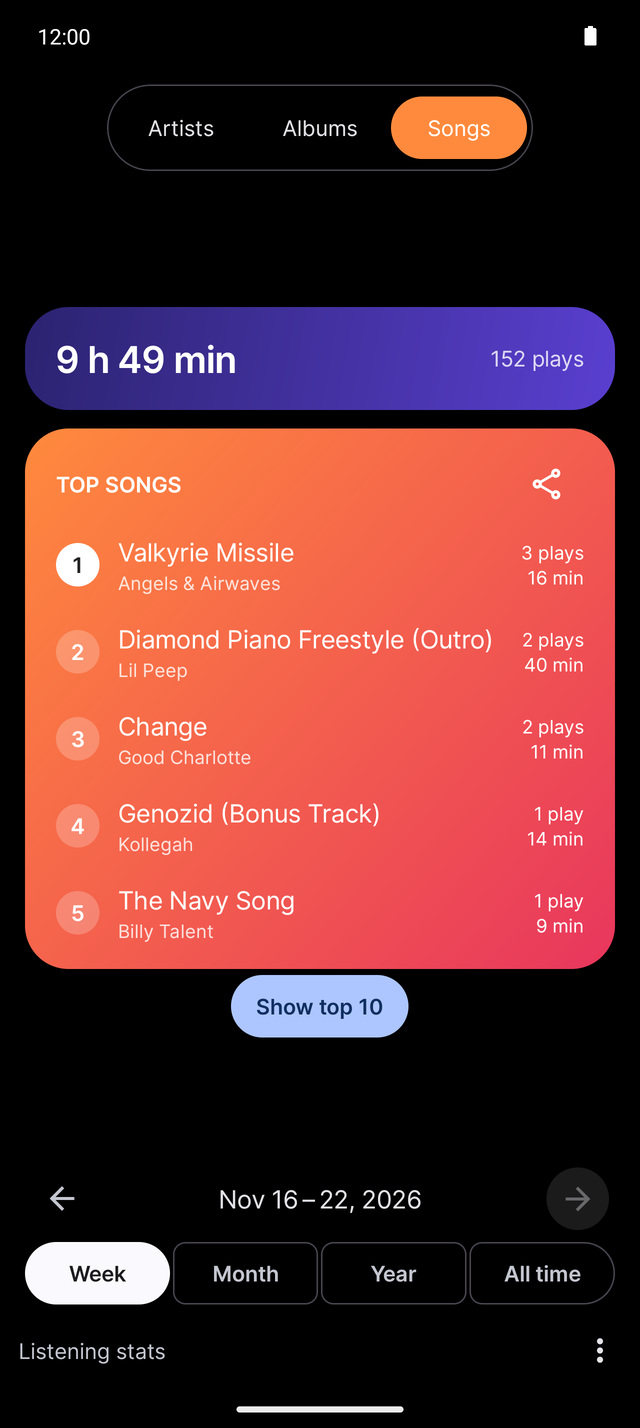 12:00
Artists Albums Songs
9 h 49 min 152 plays
TOP SONGS
1 Valkyrie Missile 3 plays
Angels & Airwaves 16 min
2 Diamond Piano Freestyle (Outro) 2 plays
Lil Peep 40 min
3 Change 2 plays
Good Charlotte 11 min
4 Genozid (Bonus Track) 1 play
Kollegah 14 min
5 The Navy Song 1 play
Billy Talent 9 min
Show top 10
Nov 16 – 22, 2026
Week Month Year All time
Listening stats